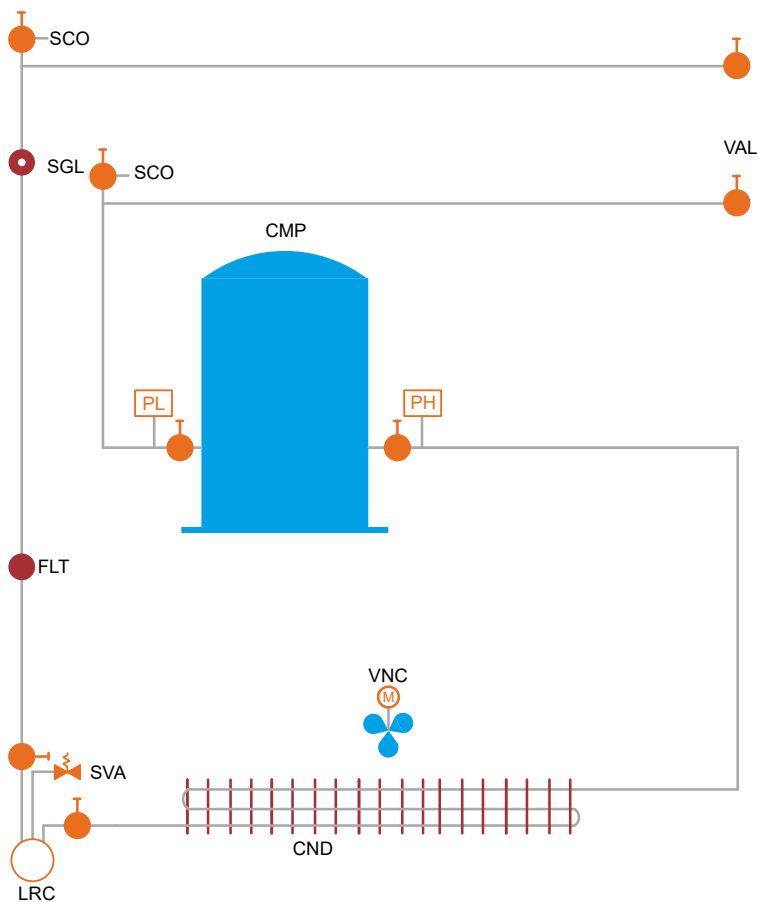 SCO
VAL
SGL
SCO
CMP
PL
PH
FLT
VNC
M
SVA
CND
LRC